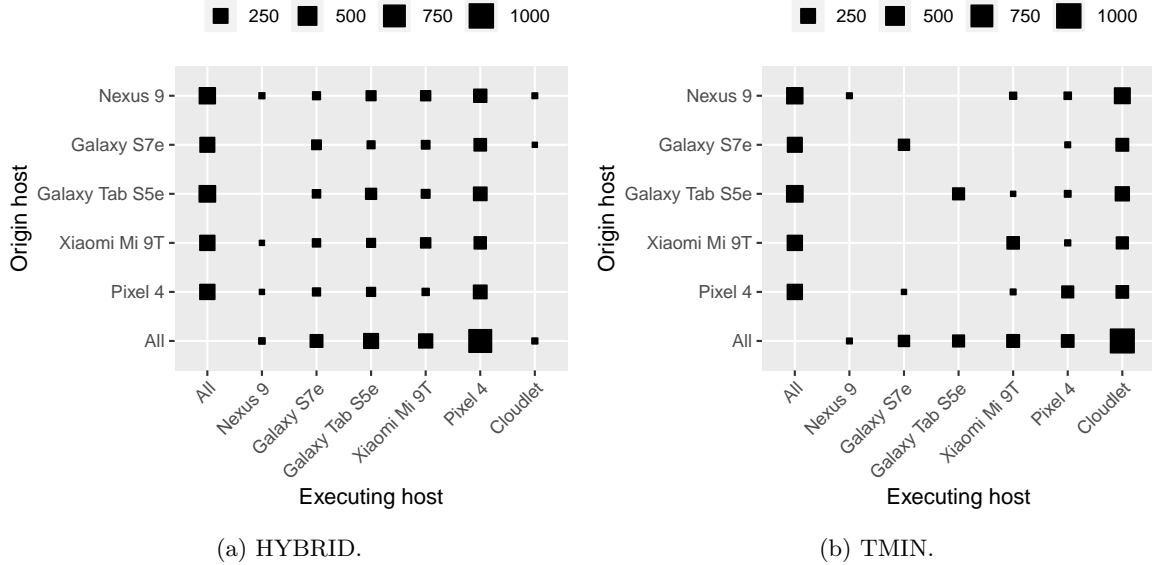 250 500 750 1000
Origin host
Nexus 9
Galaxy S7e
Galaxy Tab S5e
Xiaomi Mi 9T
Pixel 4
All
All Nexus 9 Galaxy S7e Galaxy Tab S5e Xiaomi Mi 9T Pixel 4 Cloudlet
Executing host
(a) HYBRID.
250 500 750 1000
Origin host
Nexus 9
Galaxy S7e
Galaxy Tab S5e
Xiaomi Mi 9T
Pixel 4
All
All Nexus 9 Galaxy S7e Galaxy Tab S5e Xiaomi Mi 9T Pixel 4 Cloudlet
Executing host
(b) TMIN.